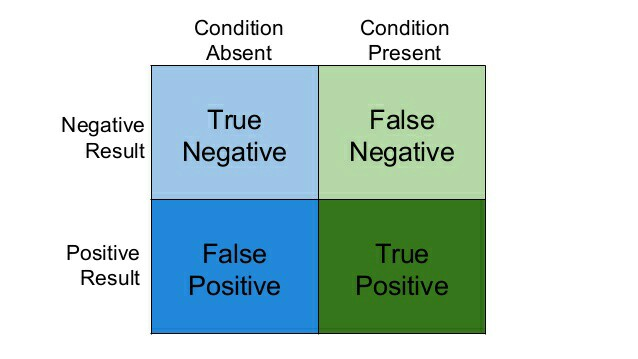 Condition
Absent
Condition
Present
Negative
Result
True
Negative
False
Negative
Positive
Result
False
Positive
True
Positive